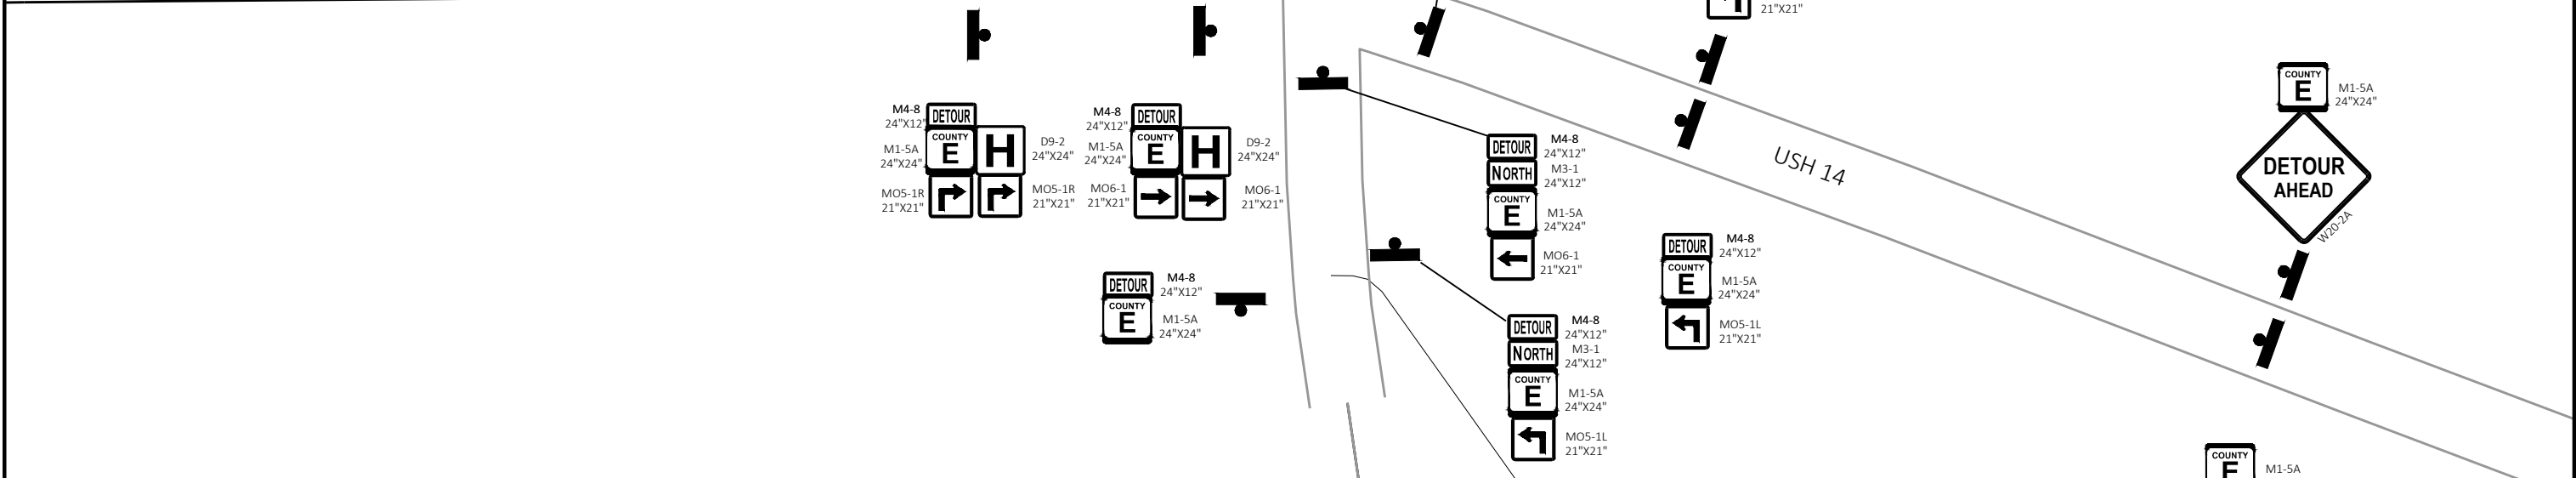 21"X21"
COUNTY
E
M1-5A
24"X24"
DETOUR
AHEAD
W20-2A
M4-8
24"X12"
DETOUR
COUNTY
E
M1-5A
24"X24"
H
D9-2
24"X24"
MO5-1R
21"X21"
MO5-1R
21"X21"
M4-8
24"X12"
DETOUR
COUNTY
E
M1-5A
24"X24"
H
D9-2
24"X24"
MO6-1
21"X21"
MO6-1
21"X21"
DETOUR
M4-8
24"X12"
NORTH
M3-1
24"X12"
COUNTY
E
M1-5A
24"X24"
MO6-1
21"X21"
USH 14
DETOUR
M4-8
24"X12"
COUNTY
E
M1-5A
24"X24"
MO5-1L
21"X21"
DETOUR
M4-8
24"X12"
COUNTY
E
M1-5A
24"X24"
DETOUR
M4-8
24"X12"
NORTH
M3-1
24"X12"
COUNTY
E
M1-5A
24"X24"
MO5-1L
21"X21"
COUNTY
E
M1-5A